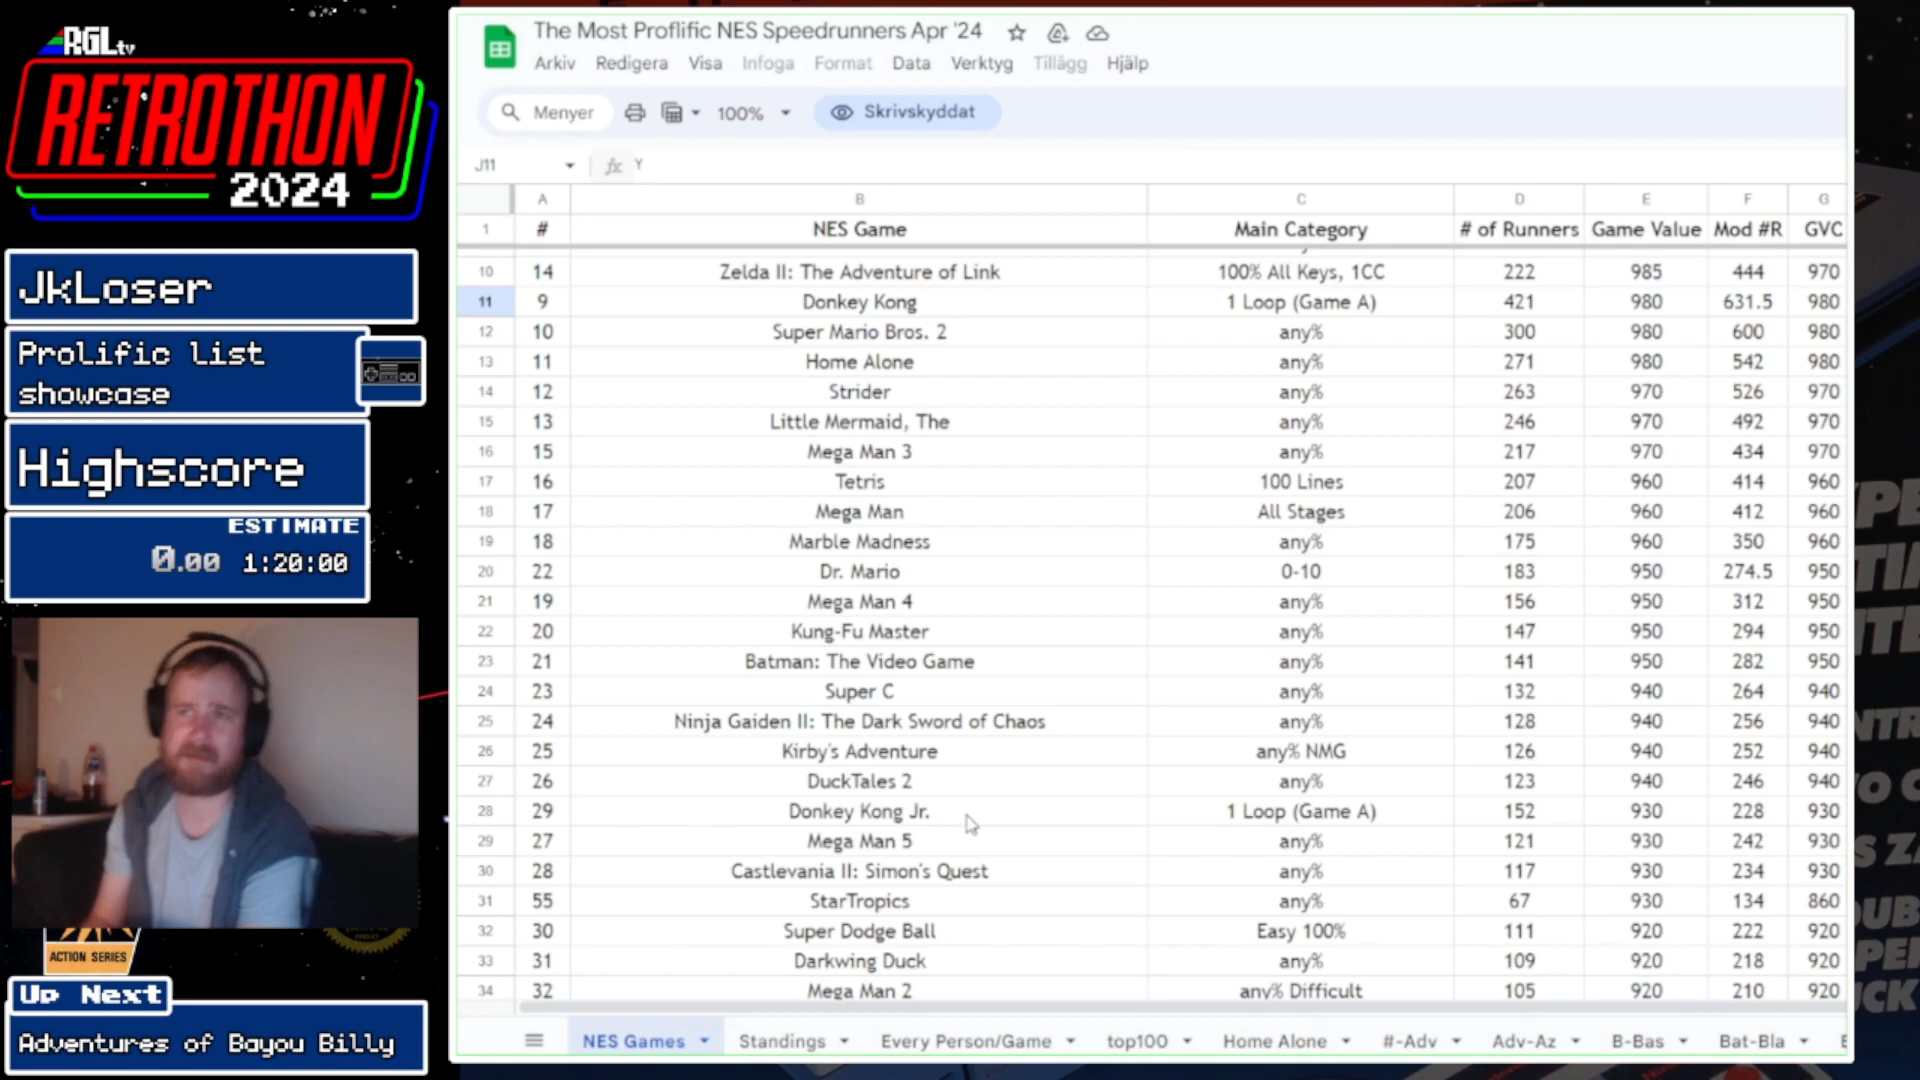 RGLtv
RETROTHON
2024
JkLoser
Prolific list
showcase
Highscore
ESTIMATE
0.00 1:20:00
ACTION SERIES
Up Next
Adventures of Bayou Billy
The Most Proflific NES Speedrunners Apr '24
Arkiv Redigera Visa Infoga Format Data Verktyg Tillägg Hjälp
Menyer 100% Skrivskyddat
J11 fx Y
A B C D E F G
1 # NES Game Main Category # of Runners Game Value Mod #R GVC
10 14 Zelda II: The Adventure of Link 100% All Keys, 1CC 222 985 444 970
11 9 Donkey Kong 1 Loop (Game A) 421 980 631.5 980
12 10 Super Mario Bros. 2 any% 300 980 600 980
13 11 Home Alone any% 271 980 542 980
14 12 Strider any% 263 970 526 970
15 13 Little Mermaid, The any% 246 970 492 970
16 15 Mega Man 3 any% 217 970 434 970
17 16 Tetris 100 Lines 207 960 414 960
18 17 Mega Man All Stages 206 960 412 960
19 18 Marble Madness any% 175 960 350 960
20 22 Dr. Mario 0-10 183 950 274.5 950
21 19 Mega Man 4 any% 156 950 312 950
22 20 Kung-Fu Master any% 147 950 294 950
23 21 Batman: The Video Game any% 141 950 282 950
24 23 Super C any% 132 940 264 940
25 24 Ninja Gaiden II: The Dark Sword of Chaos any% 128 940 256 940
26 25 Kirby's Adventure any% NMG 126 940 252 940
27 26 DuckTales 2 any% 123 940 246 940
28 29 Donkey Kong Jr. 1 Loop (Game A) 152 930 228 930
29 27 Mega Man 5 any% 121 930 242 930
30 28 Castlevania II: Simon's Quest any% 117 930 234 930
31 55 StarTropics any% 67 930 134 860
32 30 Super Dodge Ball Easy 100% 111 920 222 920
33 31 Darkwing Duck any% 109 920 218 920
34 32 Mega Man 2 any% Difficult 105 920 210 920
NES Games Standings Every Person/Game top100 Home Alone #-Adv Adv-Az B-Bas Bat-Bla